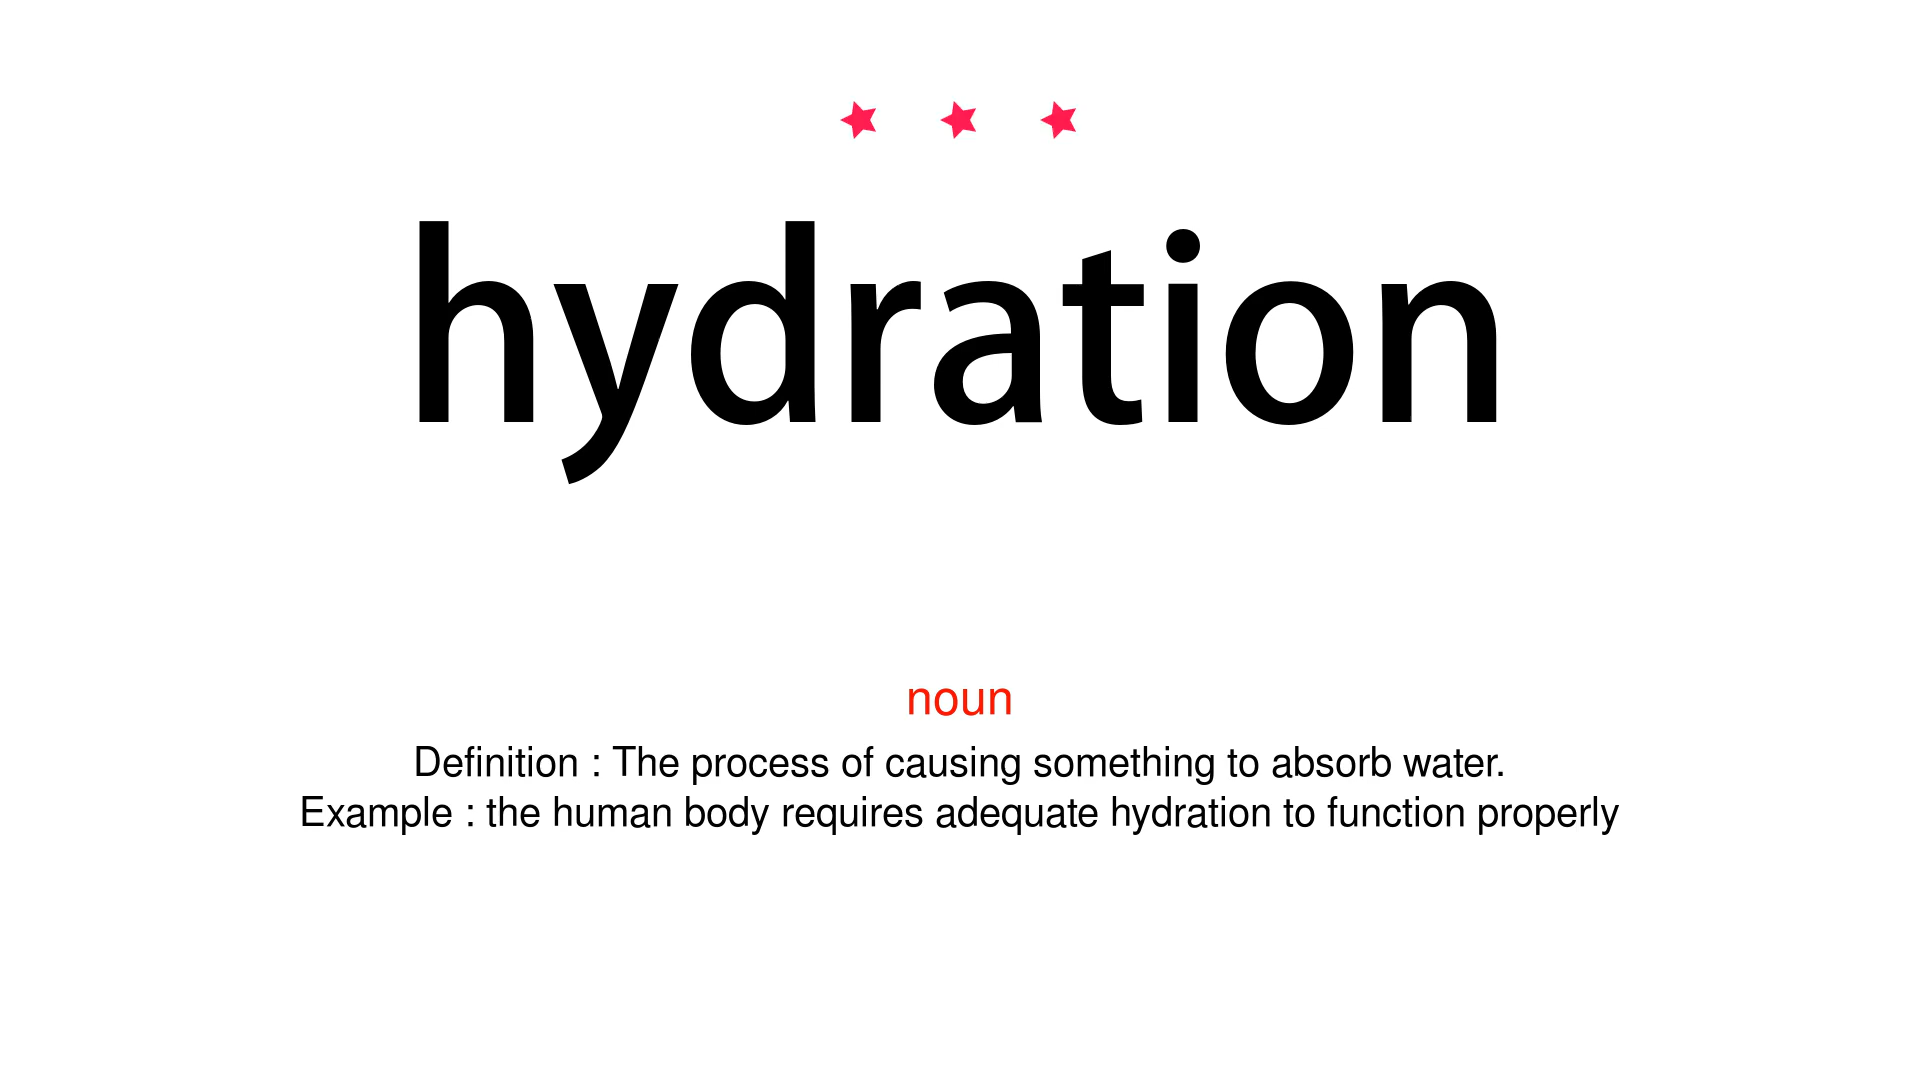 hydration
noun
Definition : The process of causing something to absorb water.
Example : the human body requires adequate hydration to function properly